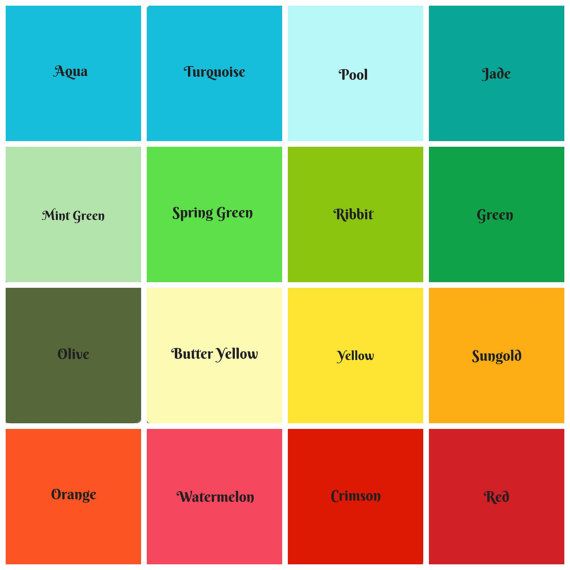 Aqua
Turquoise
Pool
Jade
Mint Green
Spring Green
Ribbit
Green
Olive
Butter Yellow
Yellow
Sungold
Orange
Watermelon
Crimson
Red